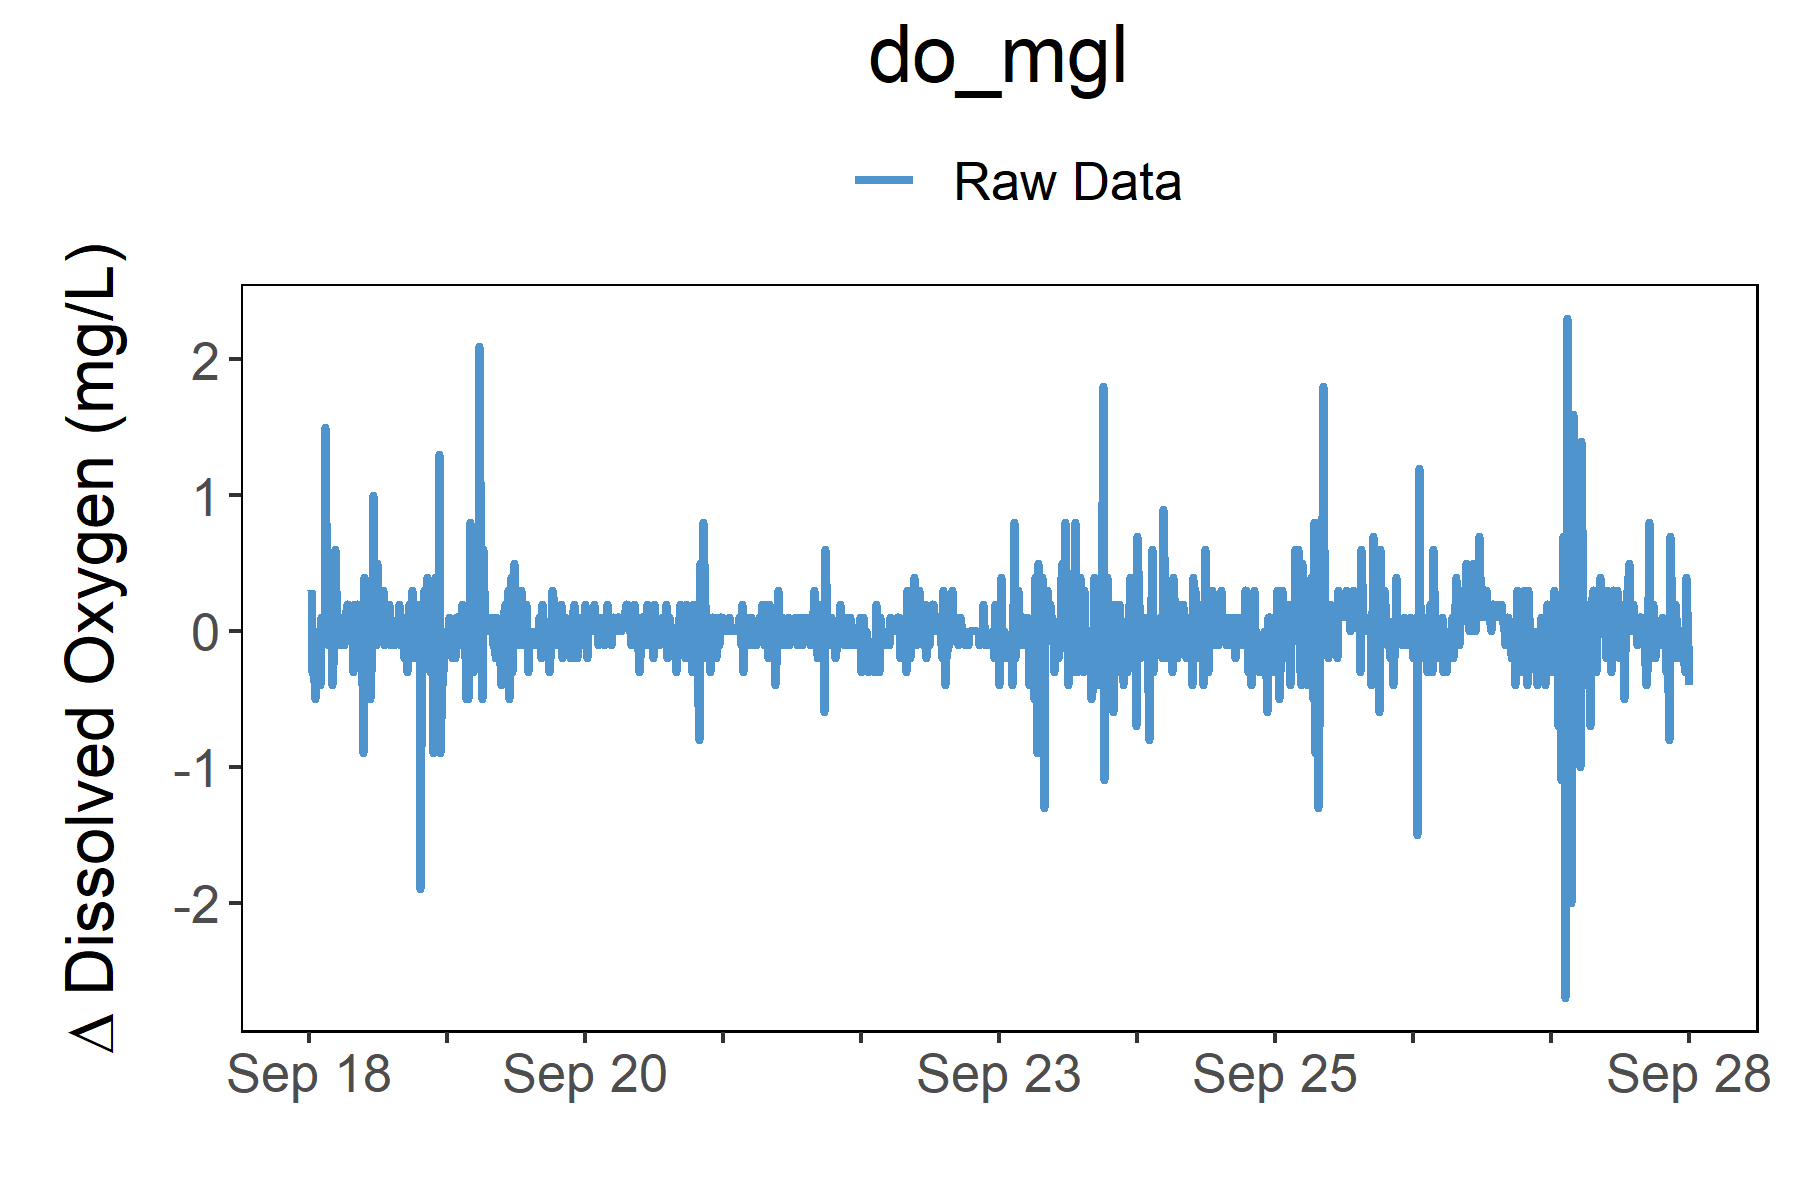 do_mgl
Raw Data
Δ Dissolved Oxygen (mg/L)
2
1
0
-1
-2
Sep 18 Sep 20 Sep 23 Sep 25 Sep 28